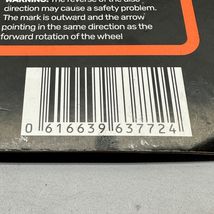 WARNING: The reverse of the disc
direction may cause a safety problem.
The mark is outward and the arrow
pointing in the same direction as the
forward rotation of the wheel
0 616639 637724